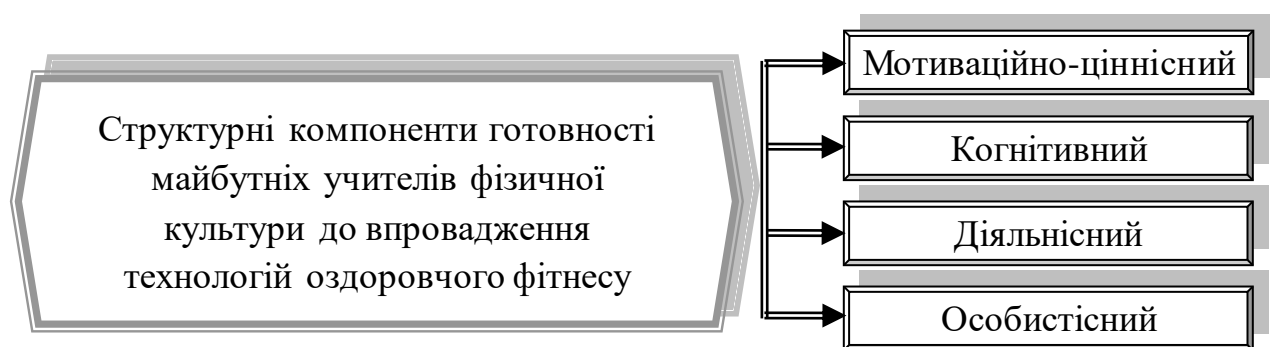 Структурні компоненти готовності
майбутніх учителів фізичної
культури до впровадження
технологій оздоровчого фітнесу
Мотиваційно-ціннісний
Когнітивний
Діяльнісний
Особистісний